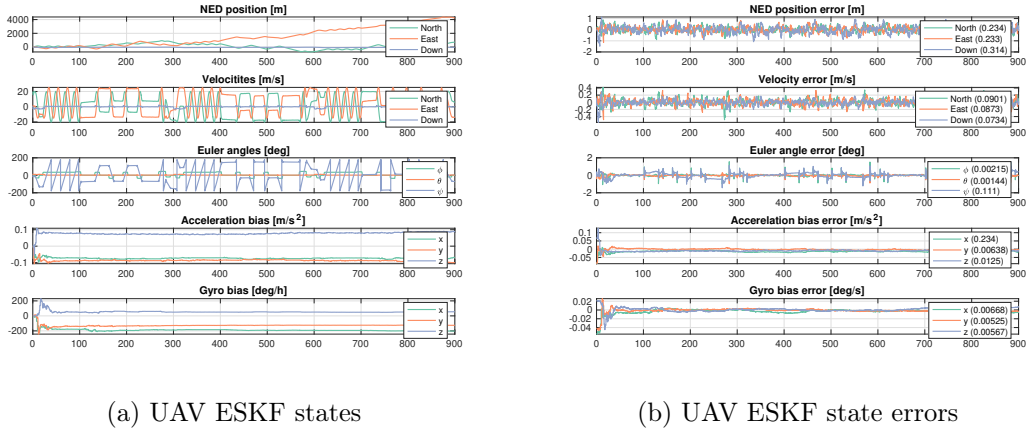 NED position [m]
4000
2000
0
North
East
Down
0 100 200 300 400 500 600 700 800 900
Velocitites [m/s]
20
0
-20
North
East
Down
0 100 200 300 400 500 600 700 800 900
Euler angles [deg]
200
0
-200
ϕ
θ
ψ
0 100 200 300 400 500 600 700 800 900
Acceleration bias [m/s²]
0.1
0
-0.1
x
y
z
0 100 200 300 400 500 600 700 800 900
Gyro bias [deg/h]
200
0
-200
x
y
z
0 100 200 300 400 500 600 700 800 900
(a) UAV ESKF states
NED position error [m]
1
0
-1
-2
North (0.234)
East (0.233)
Down (0.314)
0 100 200 300 400 500 600 700 800 900
Velocity error [m/s]
0.4
0.2
0
-0.2
-0.4
North (0.0901)
East (0.0873)
Down (0.0734)
0 100 200 300 400 500 600 700 800 900
Euler angle error [deg]
2
0
-2
ϕ (0.00215)
θ (0.00144)
ψ (0.111)
0 100 200 300 400 500 600 700 800 900
Accerelation bias error [m/s²]
0.1
0.05
0
-0.05
x (0.234)
y (0.00638)
z (0.0125)
0 100 200 300 400 500 600 700 800 900
Gyro bias error [deg/s]
0.02
0
-0.02
-0.04
x (0.00668)
y (0.00525)
z (0.00567)
0 100 200 300 400 500 600 700 800 900
(b) UAV ESKF state errors